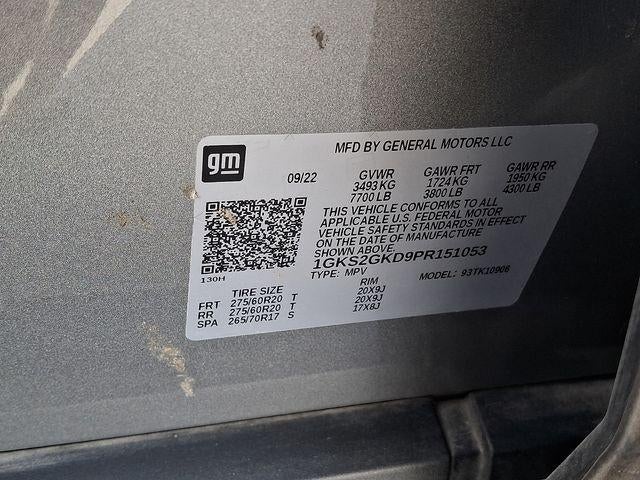 gm
MFD BY GENERAL MOTORS LLC
09/22 GVWR GAWR FRT GAWR RR
3493 KG 1724 KG 1950 KG
7700 LB 3800 LB 4300 LB
THIS VEHICLE CONFORMS TO ALL
APPLICABLE U.S. FEDERAL MOTOR
VEHICLE SAFETY STANDARDS IN EFFECT
ON THE DATE OF MANUFACTURE
SHOWN ABOVE.
1GKS2GKD9PR151053
130H TYPE: MPV MODEL: 93TK10906
TIRE SIZE RIM
FRT 275/60R20 T 20X9J
RR 275/60R20 T 20X9J
SPA 265/70R17 S 17X8J